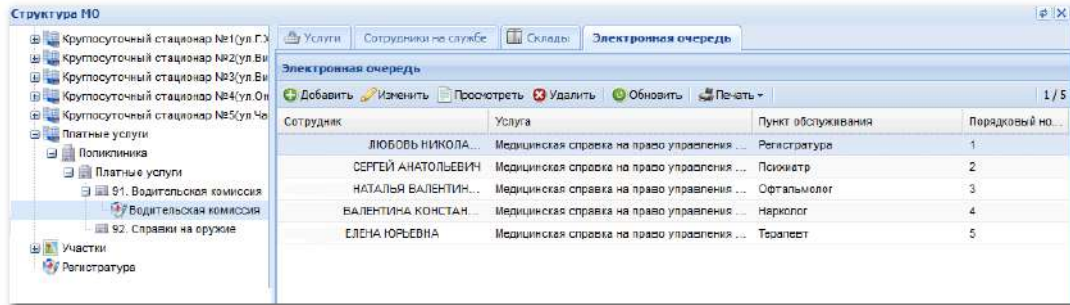 Структура МО
Круглосуточный стационар №1(ул.Г.Х
Круглосуточный стационар №2(ул.Ви
Круглосуточный стационар №3(ул.Ви
Круглосуточный стационар №4(ул.Он
Круглосуточный стационар №5(ул.Ча
Платные услуги
Поликлиника
Платные услуги
91. Водительская комиссия
Водительская комиссия
92. Справки на оружие
Участки
Регистратура
Услуги Сотрудники на службе Склады Электронная очередь
Электронная очередь
Добавить Изменить Просмотреть Удалить Обновить Печать 1 / 5
Сотрудник Услуга Пункт обслуживания Порядковый но...
ЛЮБОВЬ НИКОЛА... Медицинская справка на право управления ... Регистратура 1
СЕРГЕЙ АНАТОЛЬЕВИЧ Медицинская справка на право управления ... Психиатр 2
НАТАЛЬЯ ВАЛЕНТИН... Медицинская справка на право управления ... Офтальмолог 3
ВАЛЕНТИНА КОНСТАН... Медицинская справка на право управления ... Нарколог 4
ЕЛЕНА ЮРЬЕВНА Медицинская справка на право управления ... Терапевт 5